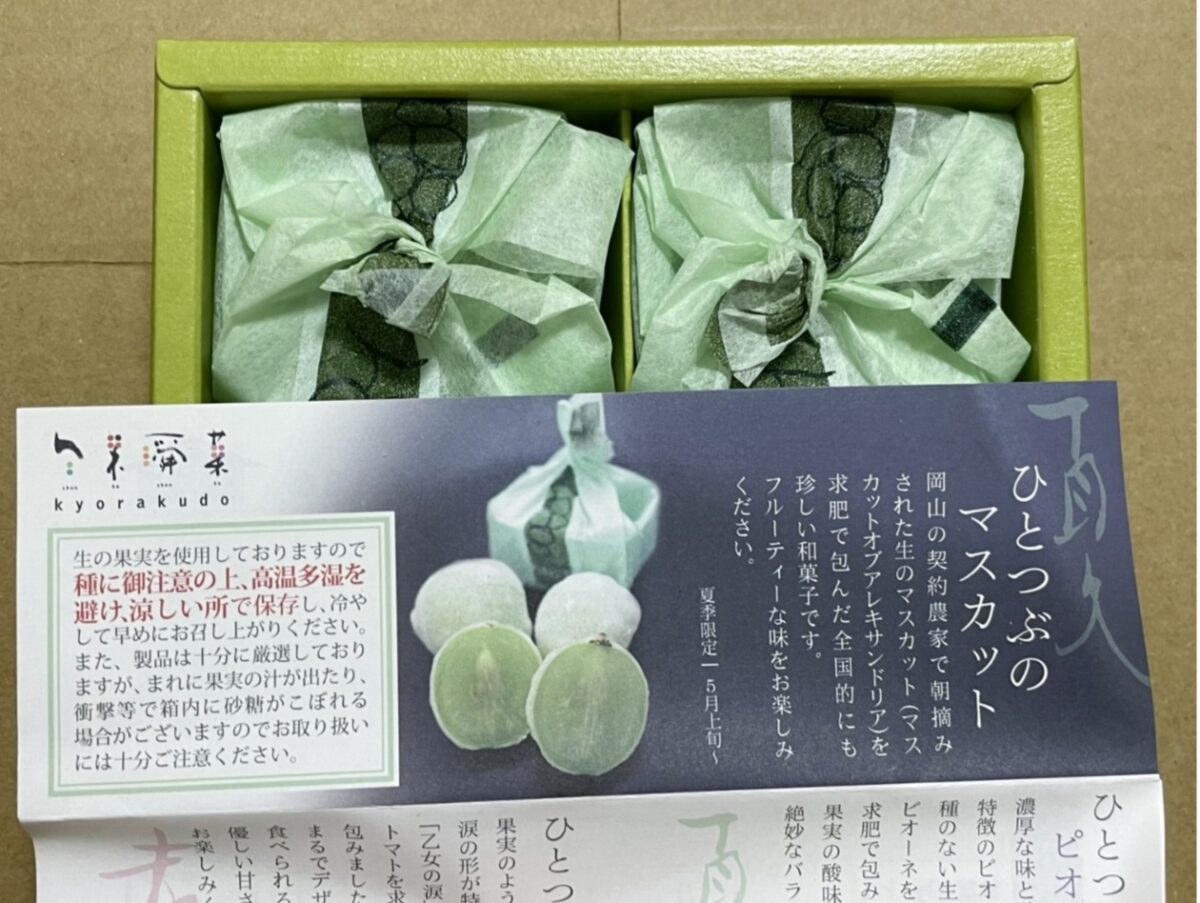 共楽堂
kyorakudo
生の果実を使用しておりますので
種に御注意の上、高温多湿を
避け、涼しい所で保存し、冷や
して早めにお召し上がりください。
また、製品は十分に厳選しており
ますが、まれに果実の汁が出たり、
衝撃等で箱内に砂糖がこぼれる
場合がございますのでお取り扱い
には十分ご注意ください。
ひとつぶの
マスカット
岡山の契約農家で朝摘み
された生のマスカット(マス
カットオブアレキサンドリア)を
求肥で包んだ全国的にも
珍しい和菓子です。
フルーティーな味をお楽しみ
ください。
夏季限定― 5月上旬～
ひとつ
ピオ
濃厚な味と
特徴のピオ
種のない生
ピオーネを
求肥で包み
果実の酸味
絶妙なバラ
ひとつ
果実のよう
涙の形が特
「乙女の涙
トマトを求
包みました
まるでデザ
食べられる
優しい甘さ
お楽しみく